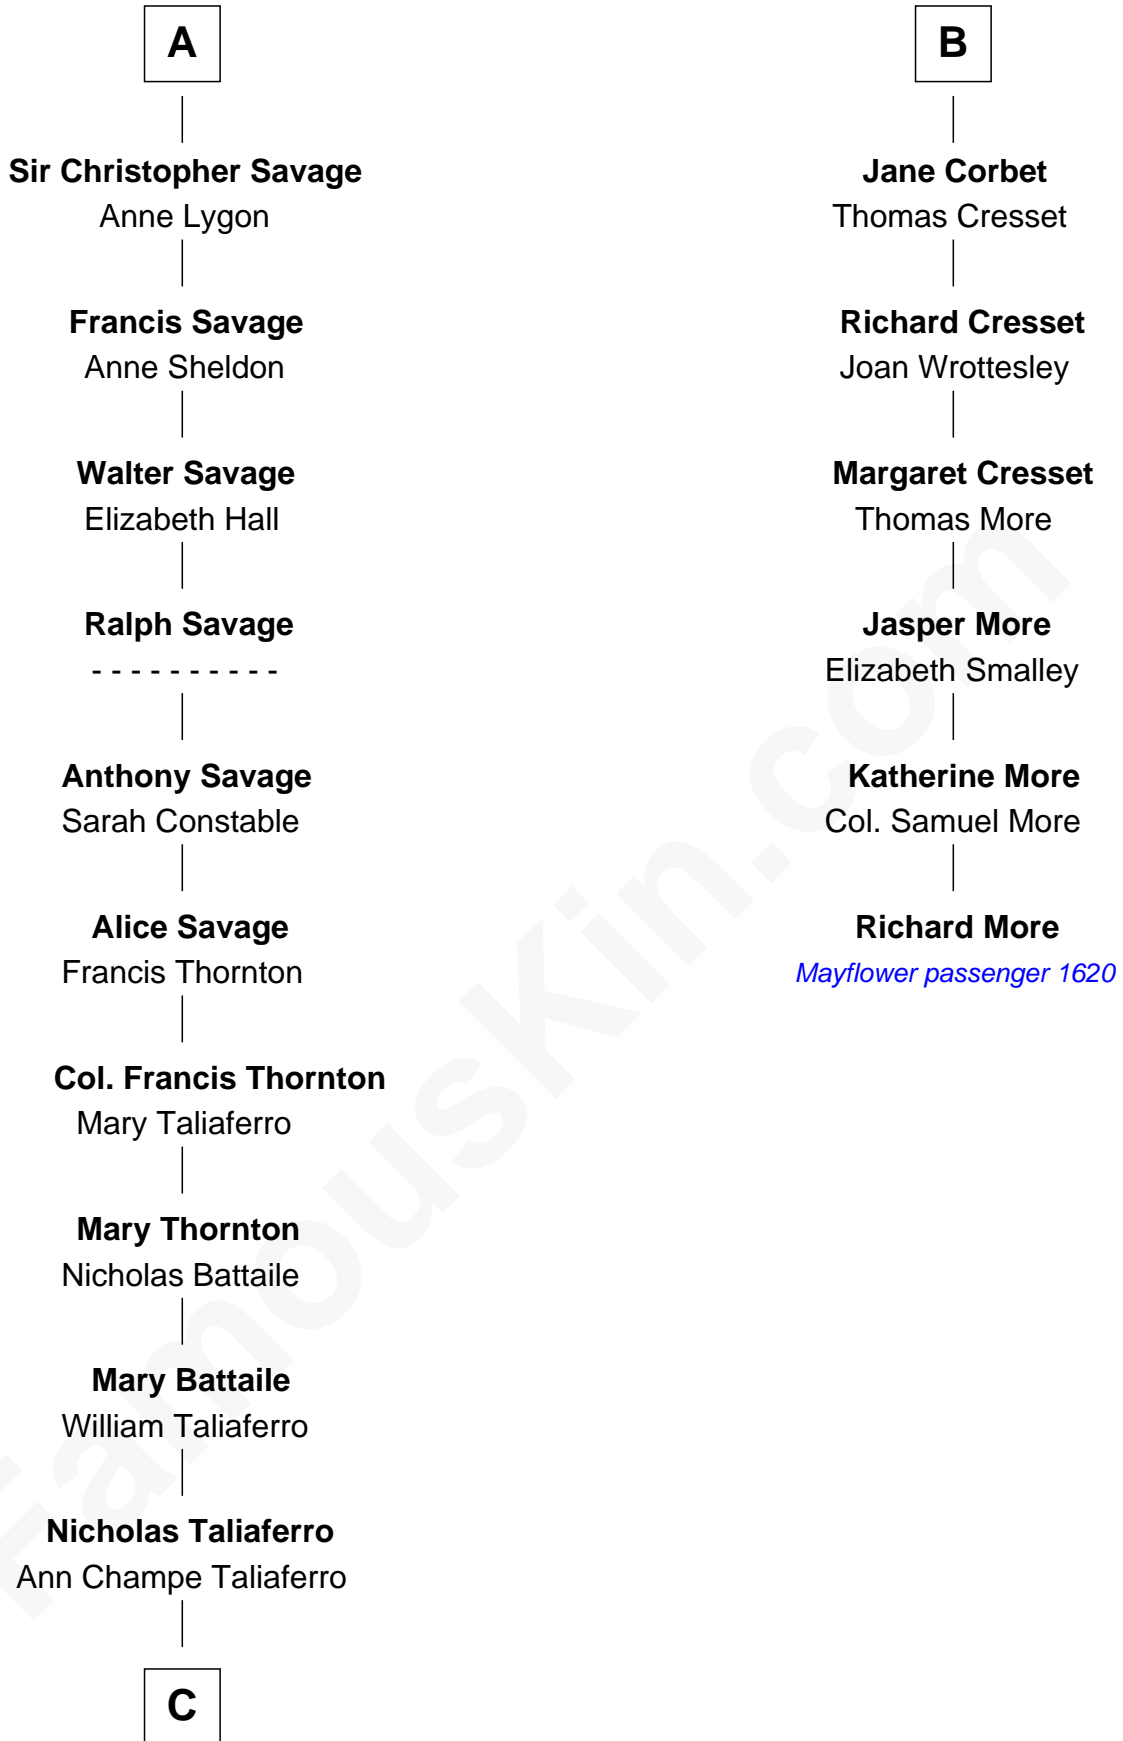 A
Sir Christopher Savage
Anne Lygon
Francis Savage
Anne Sheldon
Walter Savage
Elizabeth Hall
Ralph Savage
- - - - - - - - - -
Anthony Savage
Sarah Constable
Alice Savage
Francis Thornton
Col. Francis Thornton
Mary Taliaferro
Mary Thornton
Nicholas Battaile
Mary Battaile
William Taliaferro
Nicholas Taliaferro
Ann Champe Taliaferro
C
B
Jane Corbet
Thomas Cresset
Richard Cresset
Joan Wrottesley
Margaret Cresset
Thomas More
Jasper More
Elizabeth Smalley
Katherine More
Col. Samuel More
Richard More
Mayflower passenger 1620
FamousKin.com